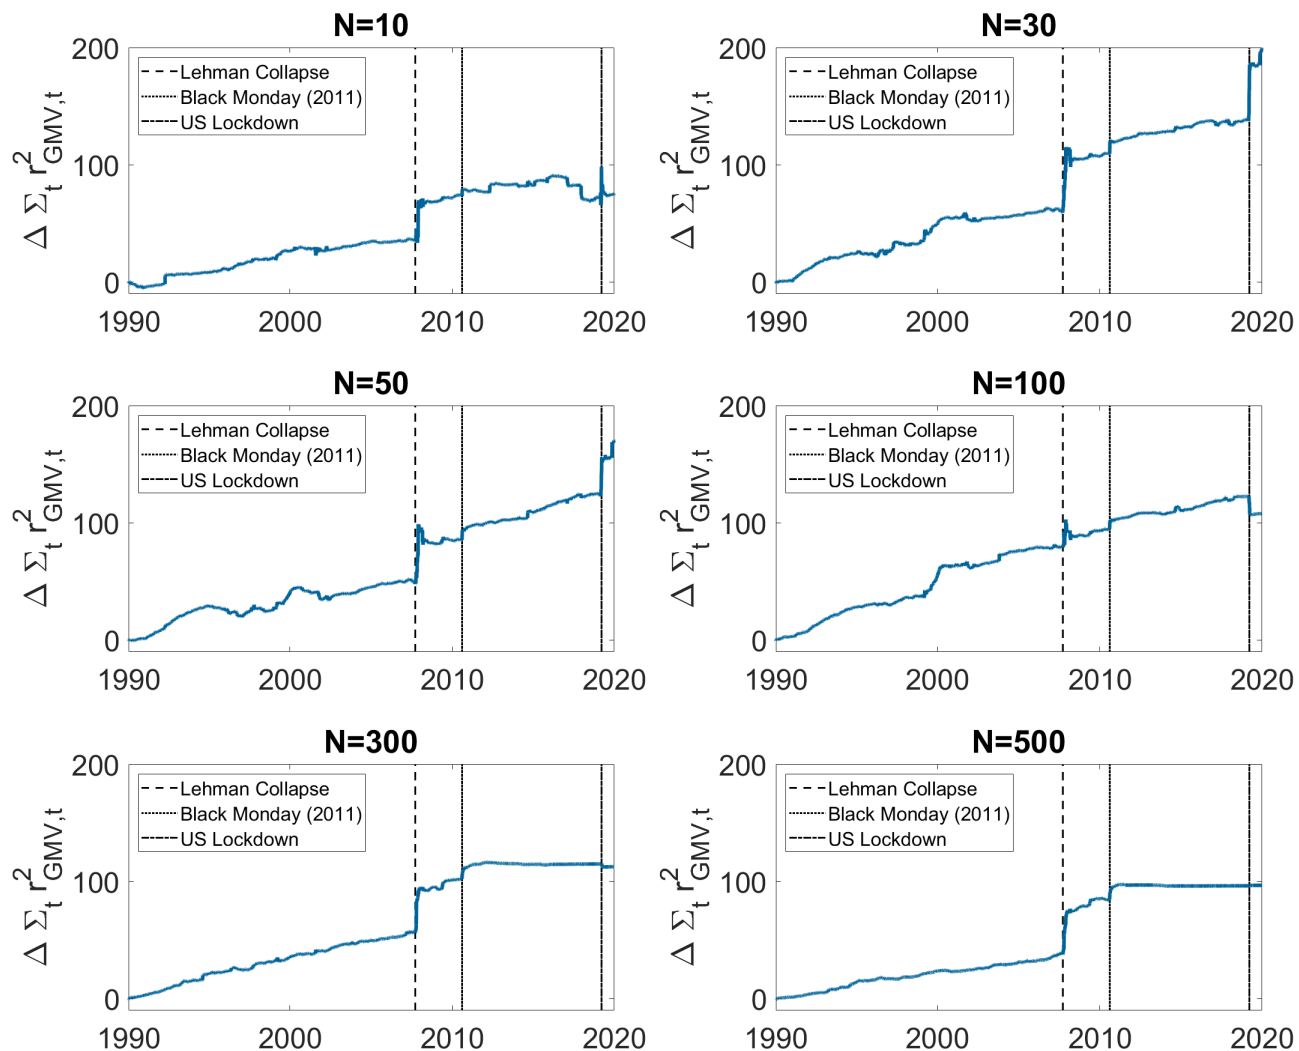 N=10
200
100
0
Δ Σt r²GMV,t
Lehman Collapse
Black Monday (2011)
US Lockdown
1990 2000 2010 2020
N=30
200
100
0
Δ Σt r²GMV,t
Lehman Collapse
Black Monday (2011)
US Lockdown
1990 2000 2010 2020
N=50
200
100
0
Δ Σt r²GMV,t
Lehman Collapse
Black Monday (2011)
US Lockdown
1990 2000 2010 2020
N=100
200
100
0
Δ Σt r²GMV,t
Lehman Collapse
Black Monday (2011)
US Lockdown
1990 2000 2010 2020
N=300
200
100
0
Δ Σt r²GMV,t
Lehman Collapse
Black Monday (2011)
US Lockdown
1990 2000 2010 2020
N=500
200
100
0
Δ Σt r²GMV,t
Lehman Collapse
Black Monday (2011)
US Lockdown
1990 2000 2010 2020